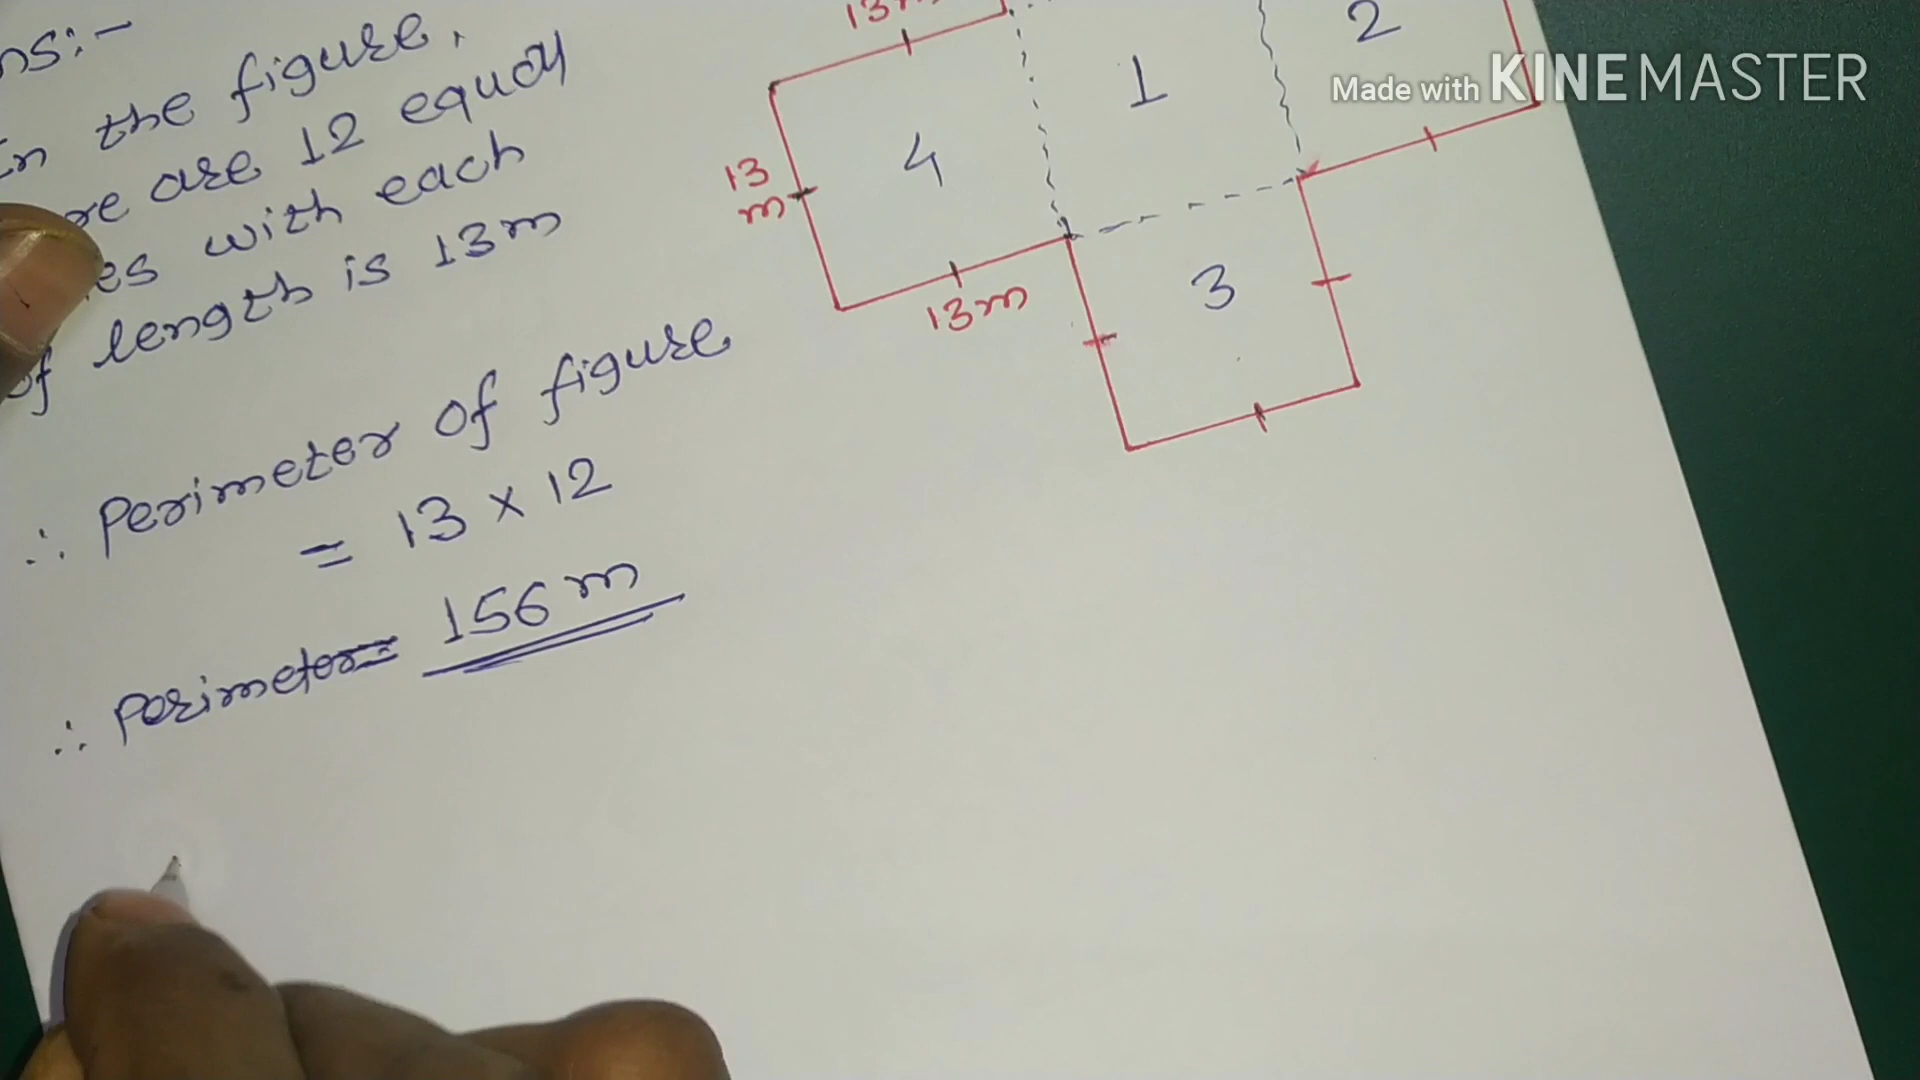 ns:-
In the figure,
re are 12 equal
es with each
of length is 13m
∴ Perimeter of figure
= 13 × 12
156 m
∴ Perimeter=
13
4
1
2
13
m
13m
3
Made with KINEMASTER